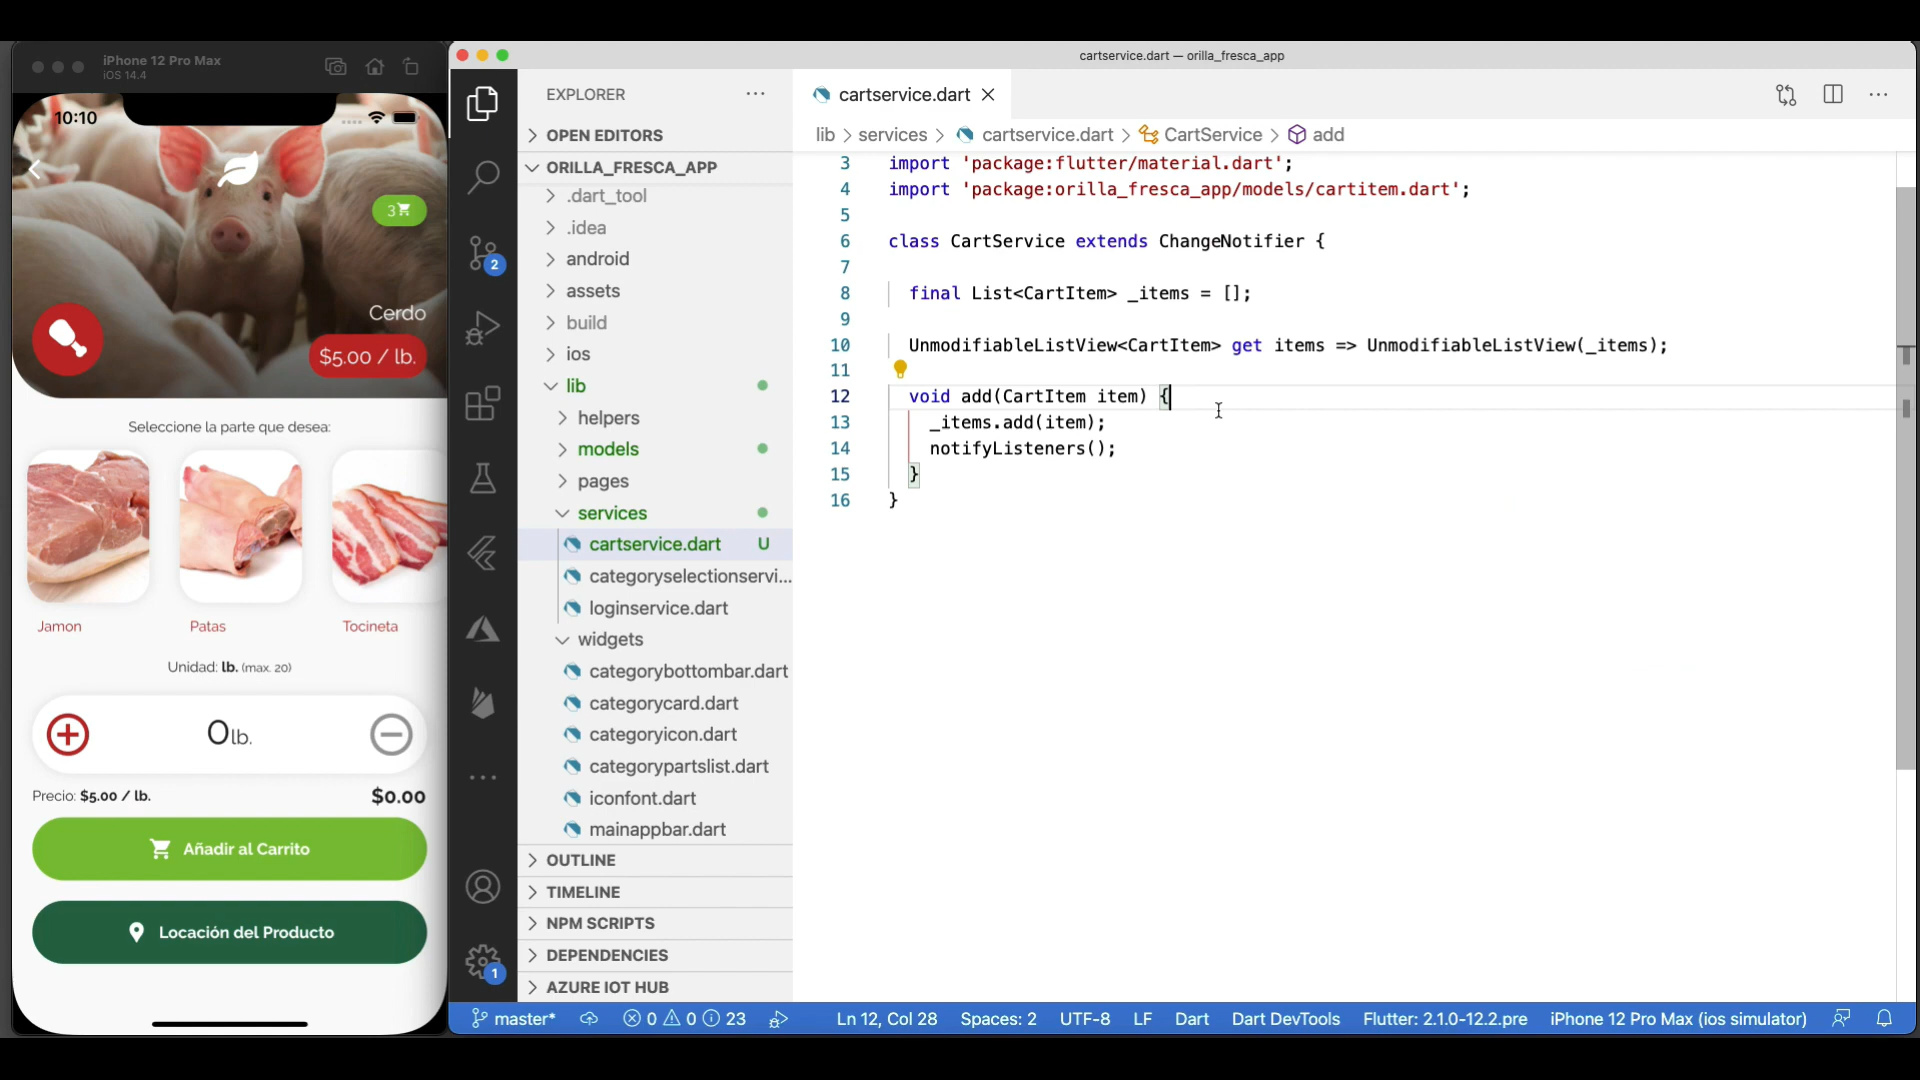 iPhone 12 Pro Max
iOS 14.4
10:10
3
Cerdo
$5.00 / lb.
Seleccione la parte que desea:
Jamon
Patas
Tocineta
Unidad: lb. (max. 20)
0lb.
Precio: $5.00 / lb.
$0.00
Añadir al Carrito
Locación del Producto
cartservice.dart — orilla_fresca_app
2
1
EXPLORER
OPEN EDITORS
ORILLA_FRESCA_APP
.dart_tool
.idea
android
assets
build
ios
lib
helpers
models
pages
services
cartservice.dart U
categoryselectionservi...
loginservice.dart
widgets
categorybottombar.dart
categorycard.dart
categoryicon.dart
categorypartslist.dart
iconfont.dart
mainappbar.dart
OUTLINE
TIMELINE
NPM SCRIPTS
DEPENDENCIES
AZURE IOT HUB
cartservice.dart
lib > services > cartservice.dart > CartService > add
3 import 'package:flutter/material.dart';
4 import 'package:orilla_fresca_app/models/cartitem.dart';
5
6 class CartService extends ChangeNotifier {
7
8 final List<CartItem> _items = [];
9
10 UnmodifiableListView<CartItem> get items => UnmodifiableListView(_items);
11
12 void add(CartItem item) {
13 _items.add(item);
14 notifyListeners();
15 }
16 }
master* 0 0 23 Ln 12, Col 28 Spaces: 2 UTF-8 LF Dart Dart DevTools Flutter: 2.1.0-12.2.pre iPhone 12 Pro Max (ios simulator)